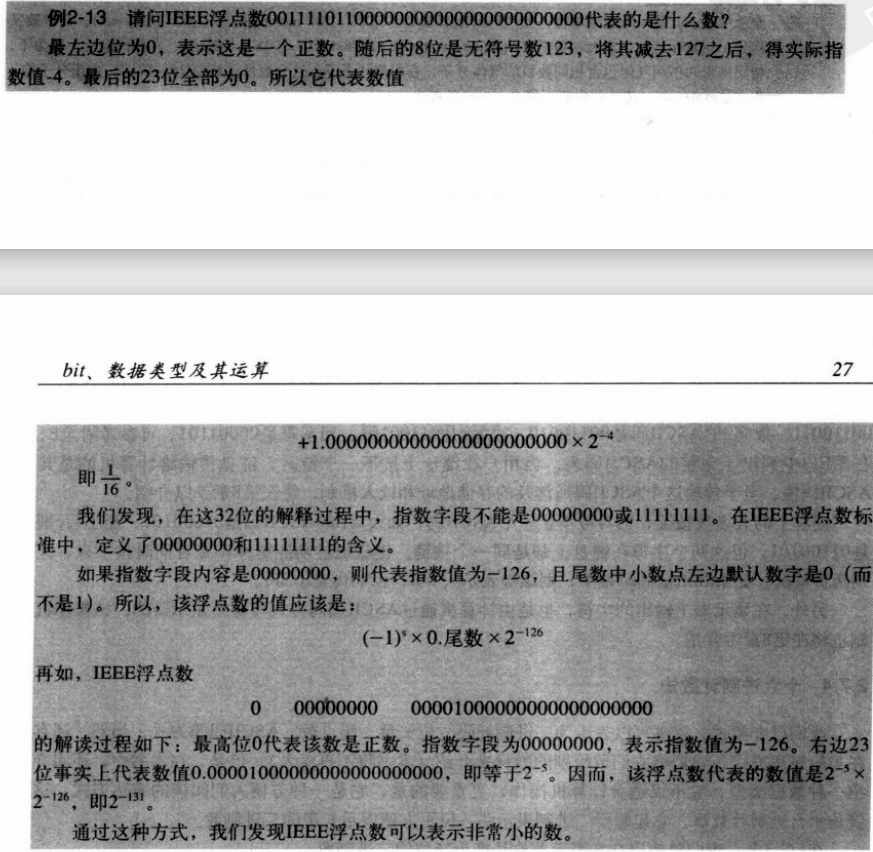 例2-13 请问IEEE浮点数00111101100000000000000000000000代表的是什么数?
最左边位为0，表示这是一个正数。随后的8位是无符号数123，将其减去127之后，得实际指
数值-4。最后的23位全部为0。所以它代表数值
bit、数据类型及其运算 27
+1.00000000000000000000000 × 2⁻⁴
即 1/16 。
我们发现，在这32位的解释过程中，指数字段不能是00000000或11111111。在IEEE浮点数标
准中，定义了00000000和11111111的含义。
如果指数字段内容是00000000，则代表指数值为−126，且尾数中小数点左边默认数字是0（而
不是1）。所以，该浮点数的值应该是：
(−1)ˢ × 0.尾数 × 2⁻¹²⁶
再如，IEEE浮点数
0 00000000 00001000000000000000000
的解读过程如下：最高位0代表该数是正数。指数字段为00000000，表示指数值为−126。右边23
位事实上代表数值0.00001000000000000000000，即等于2⁻⁵。因而，该浮点数代表的数值是2⁻⁵ ×
2⁻¹²⁶，即2⁻¹³¹。
通过这种方式，我们发现IEEE浮点数可以表示非常小的数。